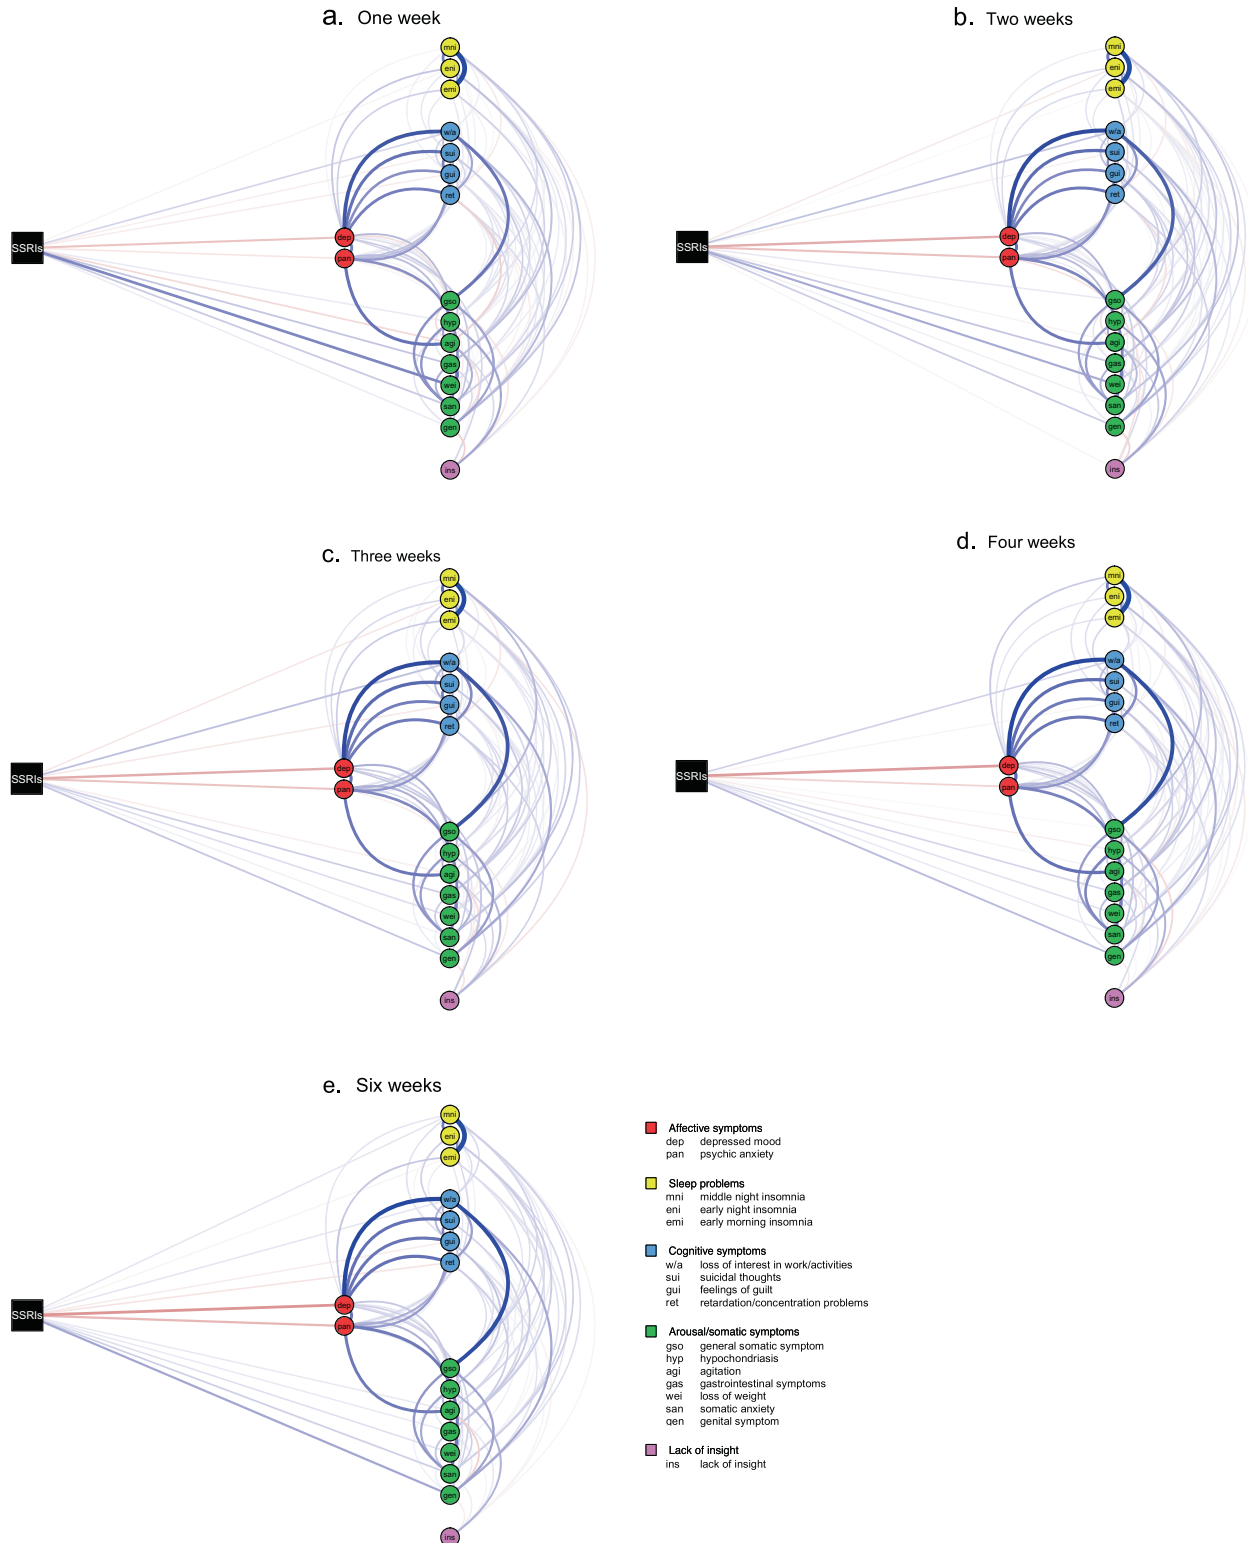 a. One week
mni
eni
emi
w/a
sui
gui
ret
SSRIs
dep
pan
gso
hyp
agi
gas
wei
san
gen
ins
b. Two weeks
mni
eni
emi
w/a
sui
gui
ret
SSRIs
dep
pan
gso
hyp
agi
gas
wei
san
gen
ins
c. Three weeks
mni
eni
emi
w/a
sui
gui
ret
SSRIs
dep
pan
gso
hyp
agi
gas
wei
san
gen
ins
d. Four weeks
mni
eni
emi
w/a
sui
gui
ret
SSRIs
dep
pan
gso
hyp
agi
gas
wei
san
gen
ins
e. Six weeks
mni
eni
emi
w/a
sui
gui
ret
SSRIs
dep
pan
gso
hyp
agi
gas
wei
san
gen
ins
Affective symptoms
dep depressed mood
pan psychic anxiety
Sleep problems
mni middle night insomnia
eni early night insomnia
emi early morning insomnia
Cognitive symptoms
w/a loss of interest in work/activities
sui suicidal thoughts
gui feelings of guilt
ret retardation/concentration problems
Arousal/somatic symptoms
gso general somatic symptom
hyp hypochondriasis
agi agitation
gas gastrointestinal symptoms
wei loss of weight
san somatic anxiety
gen genital symptom
Lack of insight
ins lack of insight